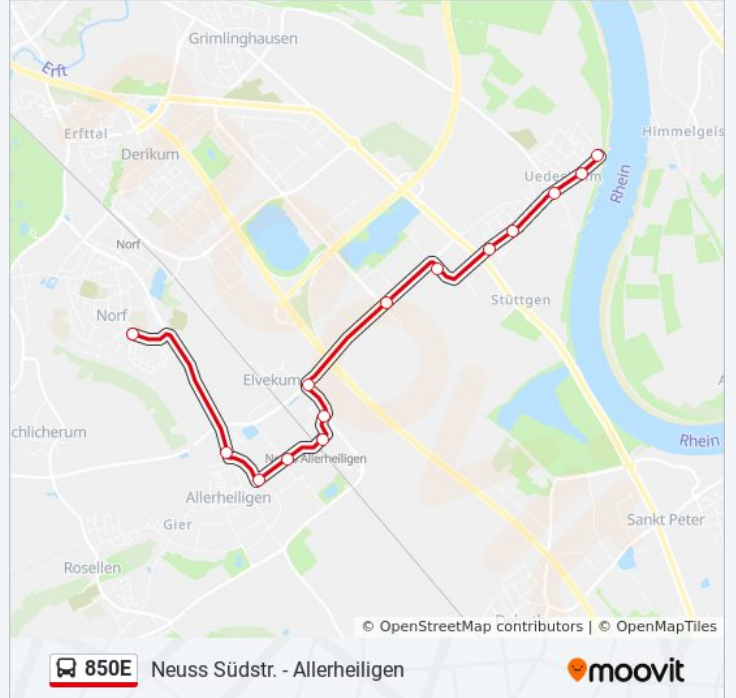 Grimlinghausen
Erft
Erfttal
Himmelgeis
Derikum
Uedesheim
Rhein
Norf
Stüttgen
Norf
Elvekum
chlicherum
Rhein
Neuss Allerheiligen
Allerheiligen
Gier
Sankt Peter
Rosellen
© OpenStreetMap contributors | © OpenMapTiles
850E Neuss Südstr. - Allerheiligen
moovit